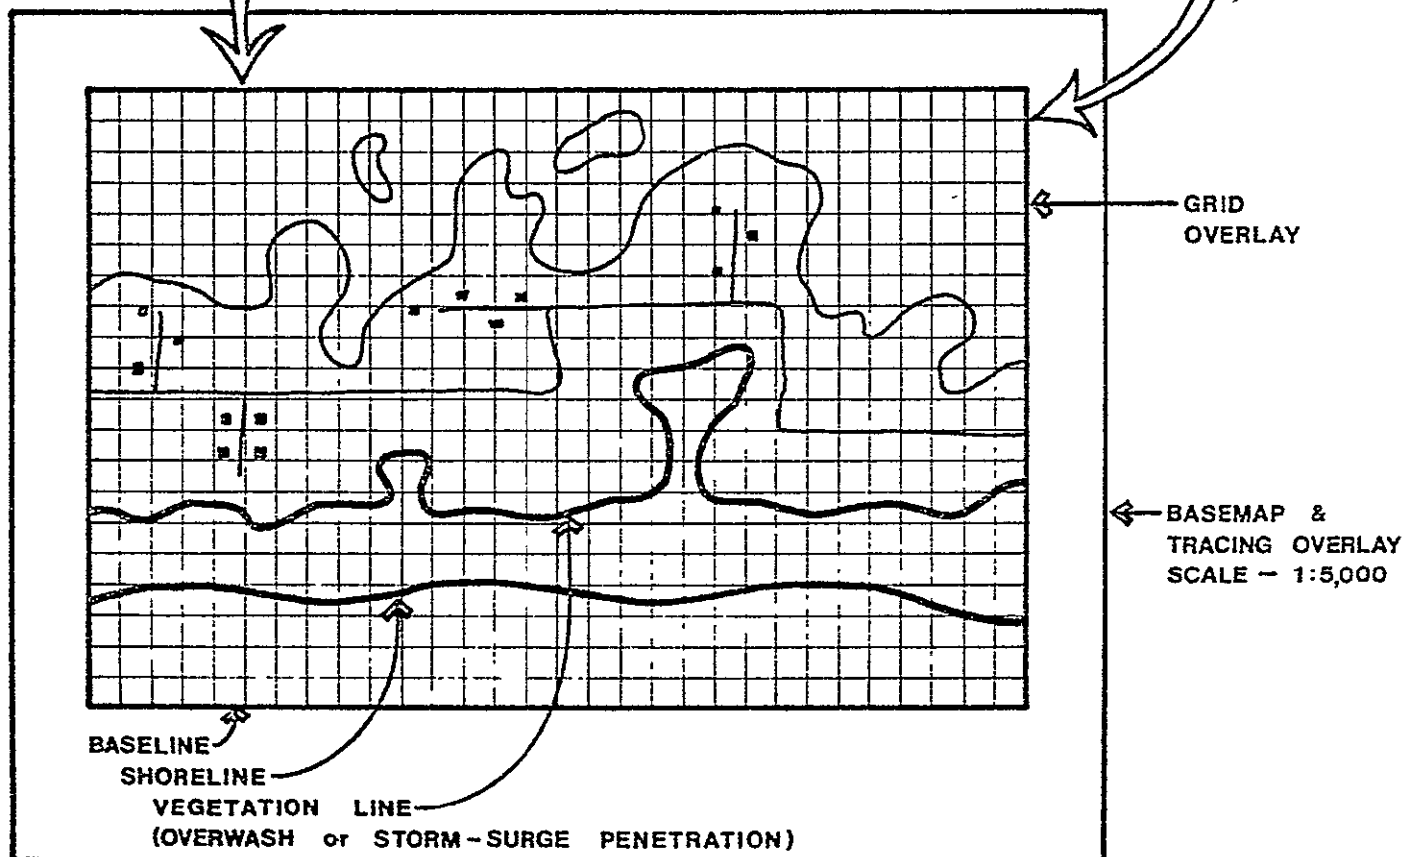 GRID
OVERLAY
BASEMAP &
TRACING OVERLAY
SCALE – 1:5,000
BASELINE
SHORELINE
VEGETATION LINE
(OVERWASH or STORM-SURGE PENETRATION)